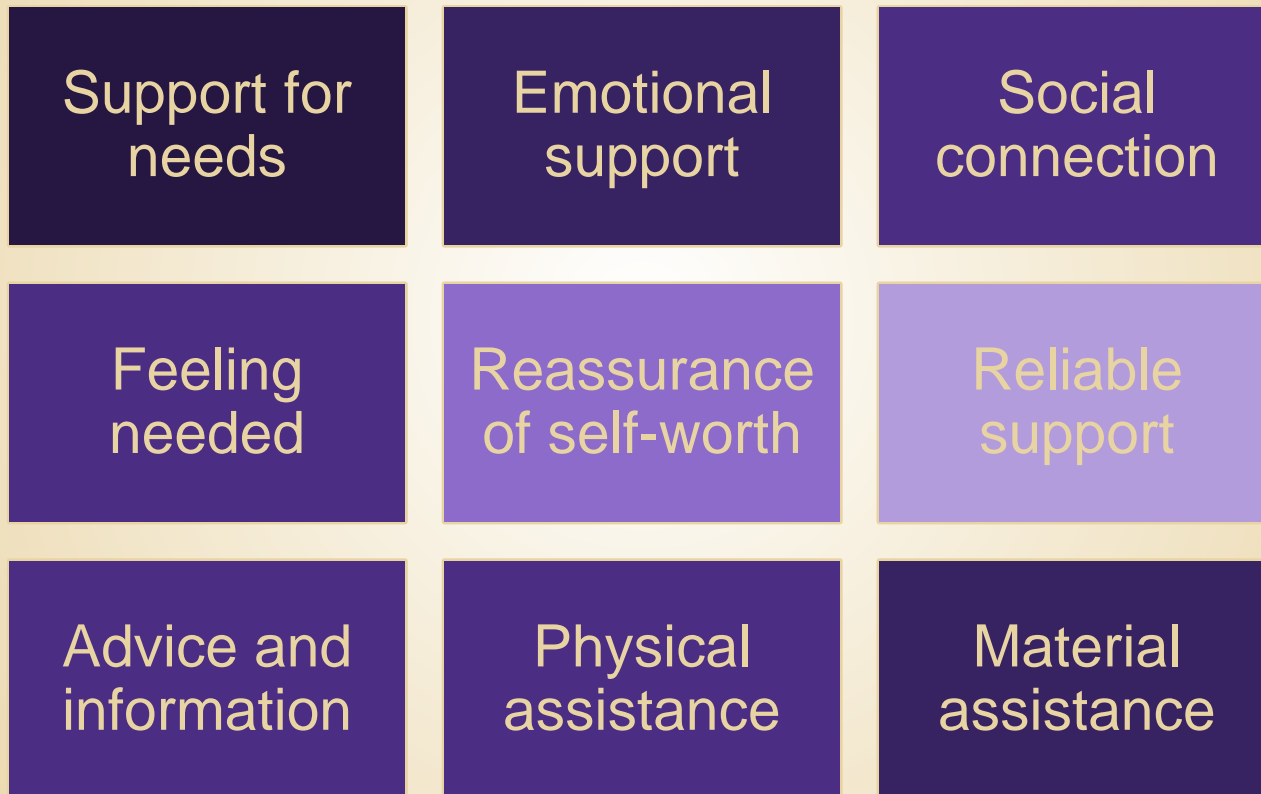 Support for
needs
Emotional
support
Social
connection
Feeling
needed
Reassurance
of self-worth
Reliable
support
Advice and
information
Physical
assistance
Material
assistance